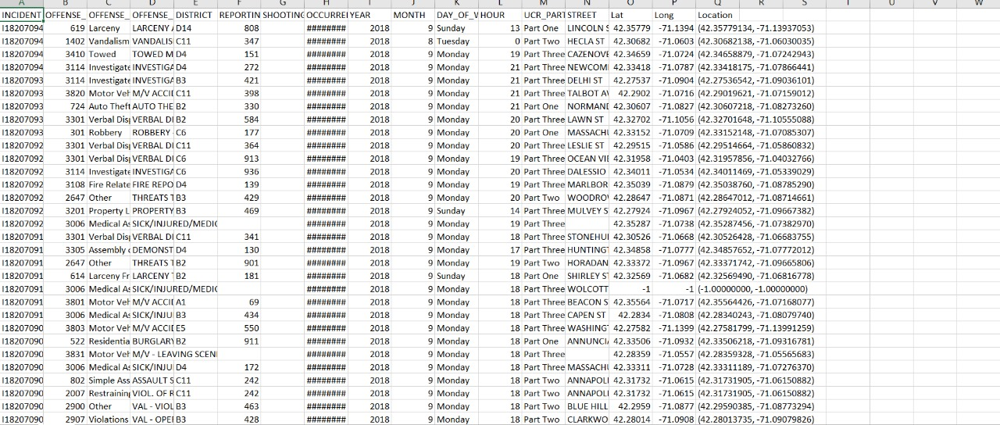 A B C D E F G H I J K L M N O P Q R S T U V W
INCIDENT OFFENSE_ OFFENSE_ OFFENSE_ DISTRICT REPORTIN SHOOTING OCCURREI YEAR MONTH DAY_OF_W HOUR UCR_PART STREET Lat Long Location
I18207094 619 Larceny LARCENY A D14 808 ######## 2018 9 Sunday 13 Part One LINCOLN S 42.35779 -71.1394 (42.35779134, -71.13937053)
I18207094 1402 Vandalism VANDALIS C11 347 ######## 2018 8 Tuesday 0 Part Two HECLA ST 42.30682 -71.0603 (42.30682138, -71.06030035)
I18207094 3410 Towed TOWED M D4 151 ######## 2018 9 Monday 19 Part Three CAZENOVE 42.34659 -71.0724 (42.34658879, -71.07242943)
I18207094 3114 Investigate INVESTIGA D4 272 ######## 2018 9 Monday 21 Part Three NEWCOM 42.33418 -71.0787 (42.33418175, -71.07866441)
I18207093 3114 Investigate INVESTIGA B3 421 ######## 2018 9 Monday 21 Part Three DELHI ST 42.27537 -71.0904 (42.27536542, -71.09036101)
I18207093 3820 Motor Veh M/V ACCID C11 398 ######## 2018 9 Monday 21 Part Three TALBOT AV 42.2902 -71.0716 (42.29019621, -71.07159012)
I18207093 724 Auto Theft AUTO THE B2 330 ######## 2018 9 Monday 21 Part One NORMAND 42.30607 -71.0827 (42.30607218, -71.08273260)
I18207093 3301 Verbal Disp VERBAL DI B2 584 ######## 2018 9 Monday 20 Part Three LAWN ST 42.32702 -71.1056 (42.32701648, -71.10555088)
I18207093 301 Robbery ROBBERY - C6 177 ######## 2018 9 Monday 20 Part One MASSACHU 42.33152 -71.0709 (42.33152148, -71.07085307)
I18207092 3301 Verbal Disp VERBAL DI C11 364 ######## 2018 9 Monday 20 Part Three LESLIE ST 42.29515 -71.0586 (42.29514664, -71.05860832)
I18207092 3301 Verbal Disp VERBAL DI C6 913 ######## 2018 9 Monday 19 Part Three OCEAN VIE 42.31958 -71.0403 (42.31957856, -71.04032766)
I18207092 3114 Investigate INVESTIGA C6 936 ######## 2018 9 Monday 20 Part Three DALESSIO 42.34011 -71.0534 (42.34011469, -71.05339029)
I18207092 3108 Fire Relate FIRE REPO D4 139 ######## 2018 9 Monday 19 Part Three MARLBOR 42.35039 -71.0879 (42.35038760, -71.08785290)
I18207092 2647 Other THREATS T B3 429 ######## 2018 9 Monday 20 Part Two WOODRO 42.28647 -71.0871 (42.28647012, -71.08714661)
I18207092 3201 Property L PROPERTY B3 469 ######## 2018 9 Sunday 14 Part Three MULVEY S 42.27924 -71.0967 (42.27924052, -71.09667382)
I18207092 3006 Medical As SICK/INJURED/MEDIC ######## 2018 9 Monday 19 Part Three 42.35287 -71.0738 (42.35287456, -71.07382970)
I18207091 3301 Verbal Disp VERBAL DI C11 341 ######## 2018 9 Monday 18 Part Three STONEHUI 42.30526 -71.0668 (42.30526428, -71.06683755)
I18207091 3305 Assembly o DEMONST D4 130 ######## 2018 9 Monday 17 Part Three HUNTINGT 42.34858 -71.0777 (42.34857652, -71.07772012)
I18207091 2647 Other THREATS T B2 901 ######## 2018 9 Monday 19 Part Two HORADAN 42.33372 -71.0967 (42.33371742, -71.09665806)
I18207091 614 Larceny Fr LARCENY T B2 181 ######## 2018 9 Sunday 18 Part One SHIRLEY ST 42.32569 -71.0682 (42.32569490, -71.06816778)
I18207091 3006 Medical As SICK/INJURED/MEDIC ######## 2018 9 Monday 18 Part Three WOLCOTT -1 -1 (-1.00000000, -1.00000000)
I18207091 3801 Motor Veh M/V ACCID A1 69 ######## 2018 9 Monday 18 Part Three BEACON S 42.35564 -71.0717 (42.35564426, -71.07168077)
I18207091 3006 Medical As SICK/INJU B3 434 ######## 2018 9 Monday 18 Part Three CAPEN ST 42.2834 -71.0808 (42.28340243, -71.08079740)
I18207090 3803 Motor Veh M/V ACCID E5 550 ######## 2018 9 Monday 18 Part Three WASHINGT 42.27582 -71.1399 (42.27581799, -71.13991259)
I18207090 522 Residentia BURGLARY B2 911 ######## 2018 9 Monday 18 Part One ANNUNCIA 42.33506 -71.0932 (42.33506218, -71.09316781)
I18207090 3831 Motor Veh M/V - LEAVING SCENI ######## 2018 9 Monday 18 Part Three 42.28359 -71.0557 (42.28359328, -71.05565683)
I18207090 3006 Medical As SICK/INJU D4 172 ######## 2018 9 Monday 18 Part Three MASSACHU 42.33311 -71.0728 (42.33311189, -71.07276370)
I18207090 802 Simple Ass ASSAULT S C11 242 ######## 2018 9 Monday 18 Part Two ANNAPOLI 42.31732 -71.0615 (42.31731905, -71.06150882)
I18207090 2007 Restraining VIOL. OF R C11 242 ######## 2018 9 Monday 18 Part Two ANNAPOLI 42.31732 -71.0615 (42.31731905, -71.06150882)
I18207090 2900 Other VAL - VIOL B3 463 ######## 2018 9 Monday 18 Part Two BLUE HILL 42.2959 -71.0877 (42.29590385, -71.08773294)
I18207090 2907 Violations VAL - OPEI B3 428 ######## 2018 9 Monday 18 Part Two CLARKWO 42.28014 -71.0908 (42.28013735, -71.09079826)